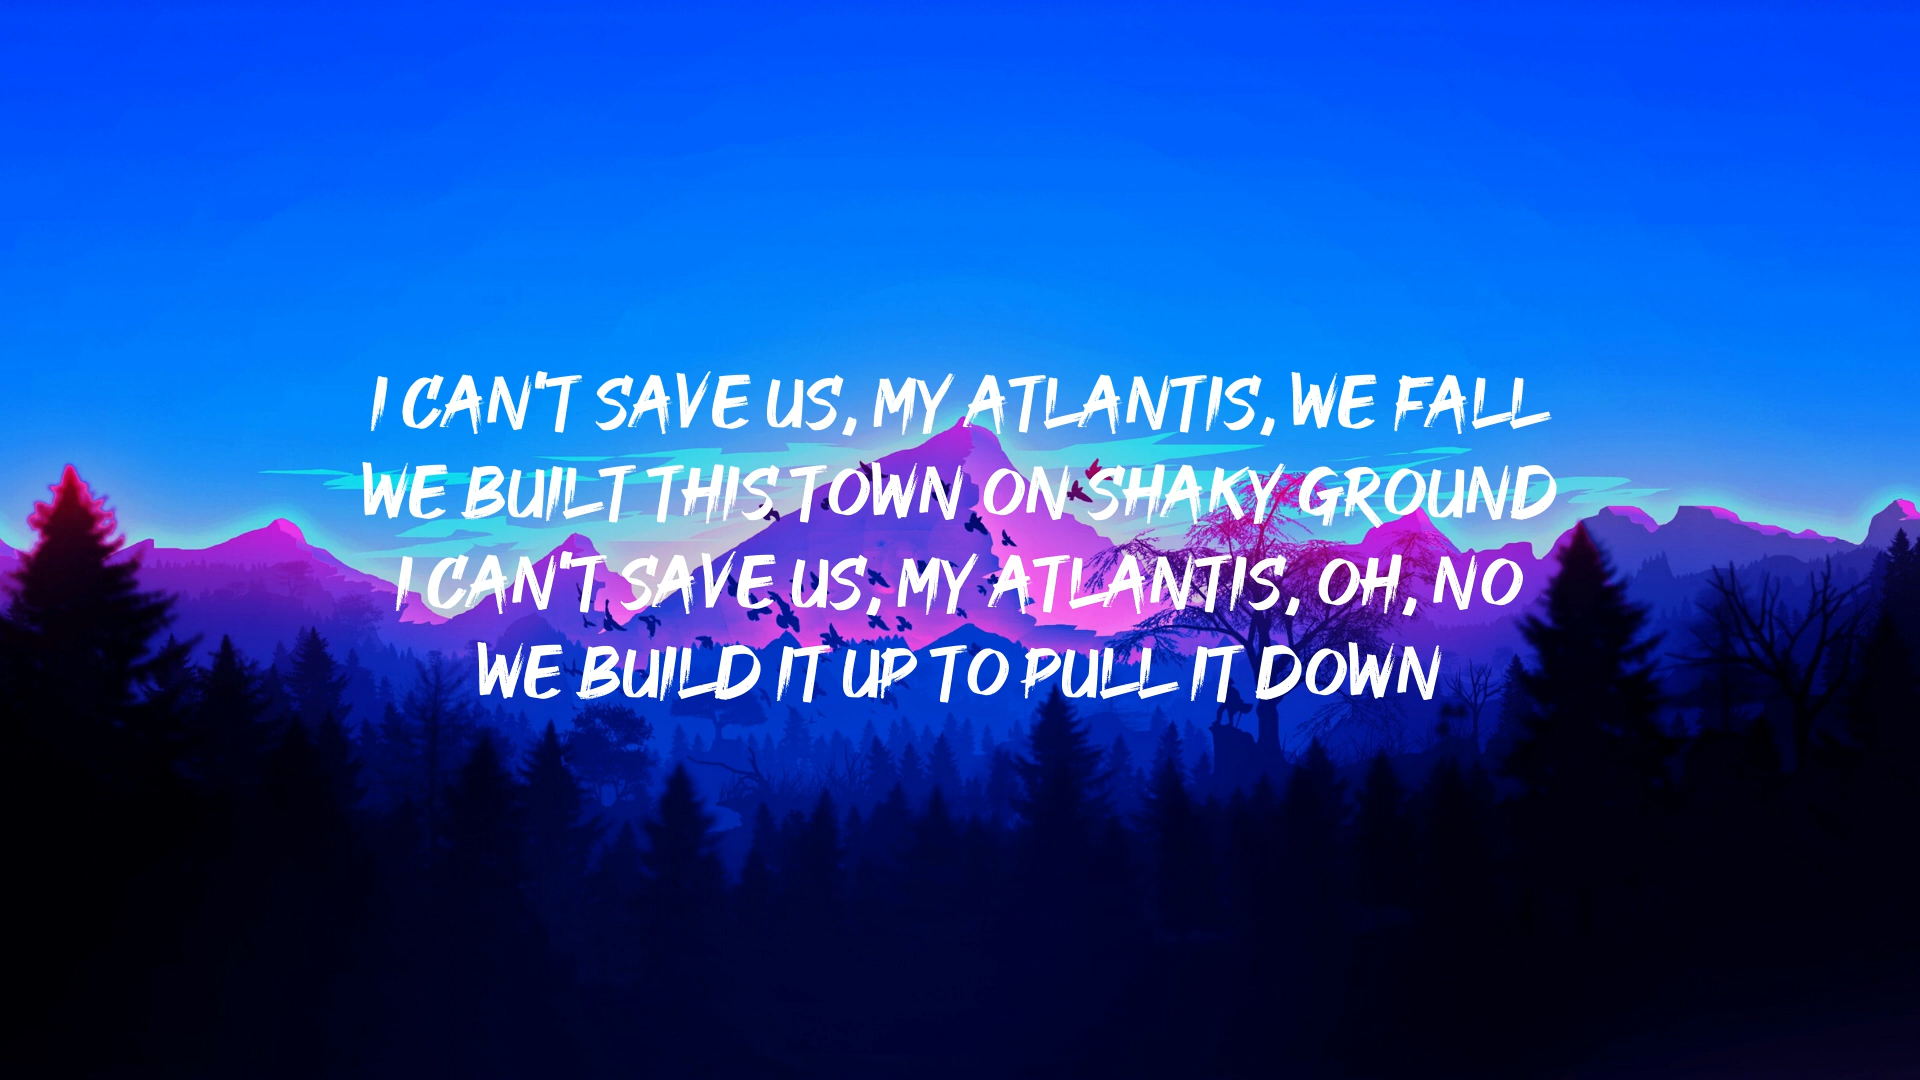 I CAN'T SAVE US, MY ATLANTIS, WE FALL
WE BUILT THIS TOWN ON SHAKY GROUND
I CAN'T SAVE US, MY ATLANTIS, OH, NO
WE BUILD IT UP TO PULL IT DOWN